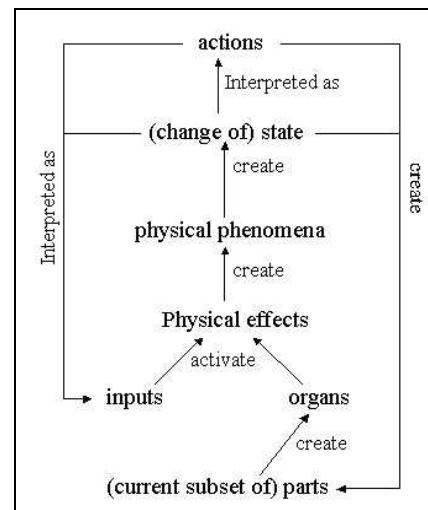 actions
Interpreted as
(change of) state
create
physical phenomena
create
Physical effects
activate
inputs
organs
create
(current subset of) parts
Interpreted as
create